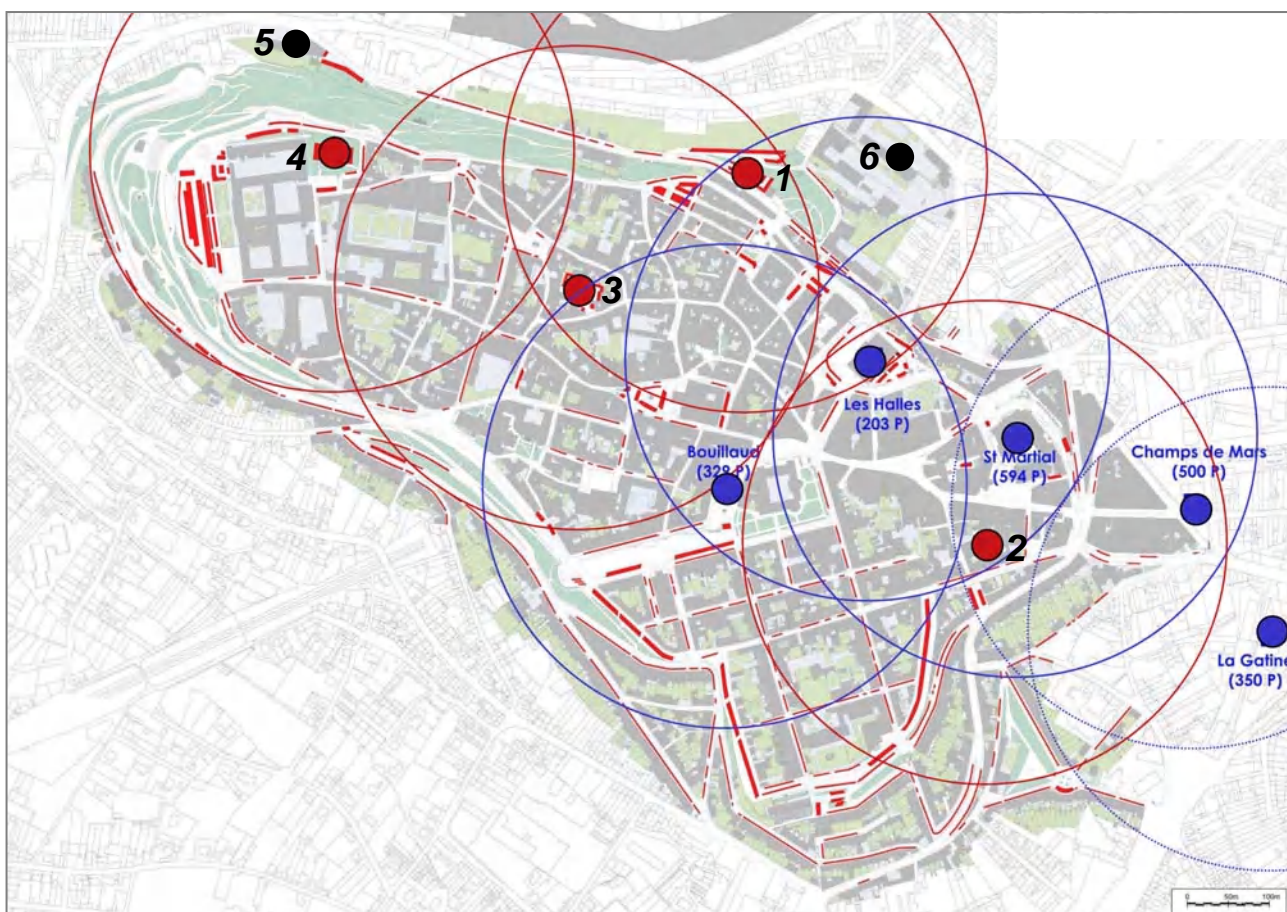 5
4
1
6
3
Les Halles
(203 P)
Bouillaud
(329 P)
St Martial
(594 P)
Champs de Mars
(500 P)
2
La Gatine
(350 P)
0 50m 100m